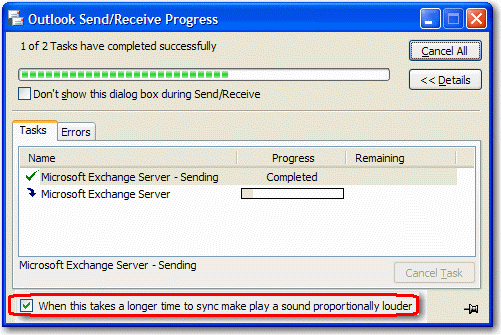 Outlook Send/Receive Progress
1 of 2 Tasks have completed successfully
Cancel All
<< Details
Don't show this dialog box during Send/Receive
Tasks Errors
Name Progress Remaining
Microsoft Exchange Server - Sending Completed
Microsoft Exchange Server
Microsoft Exchange Server - Sending
Cancel Task
When this takes a longer time to sync make play a sound proportionally louder